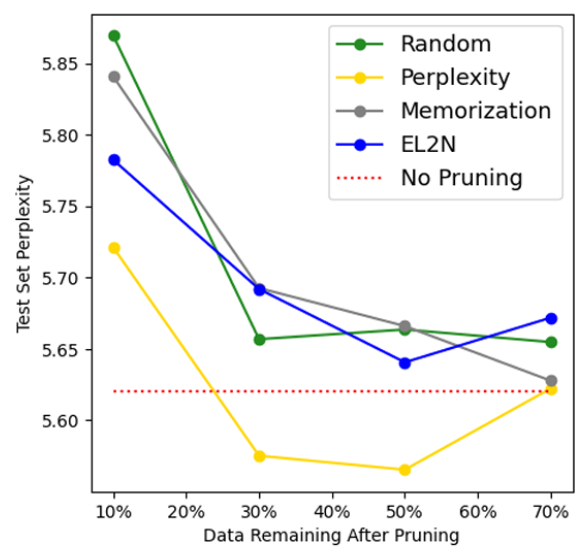 Random
Perplexity
Memorization
EL2N
No Pruning
Test Set Perplexity
5.85
5.80
5.75
5.70
5.65
5.60
10% 20% 30% 40% 50% 60% 70%
Data Remaining After Pruning